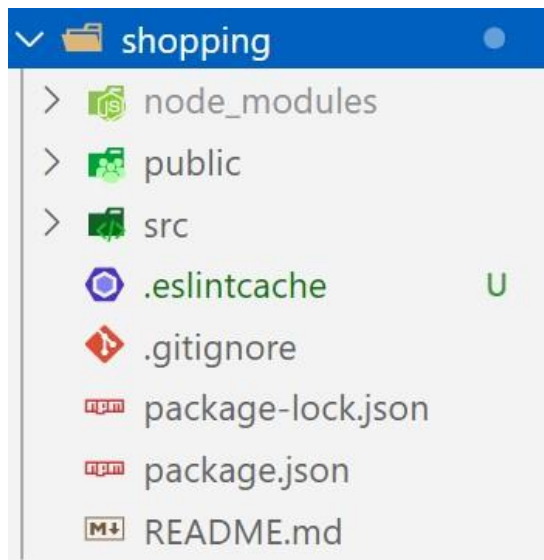 shopping
node_modules
public
src
.eslintcache U
.gitignore
package-lock.json
package.json
README.md